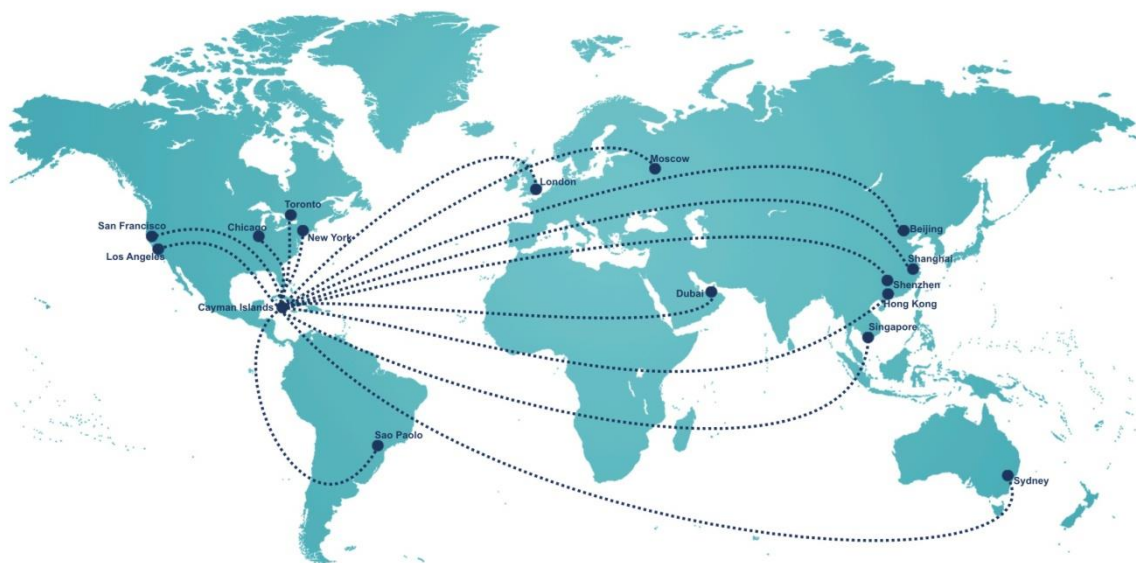 Moscow
London
Toronto
San Francisco
Chicago
New York
Beijing
Los Angeles
Shanghai
Shenzhen
Dubai
Hong Kong
Cayman Islands
Singapore
Sao Paolo
Sydney